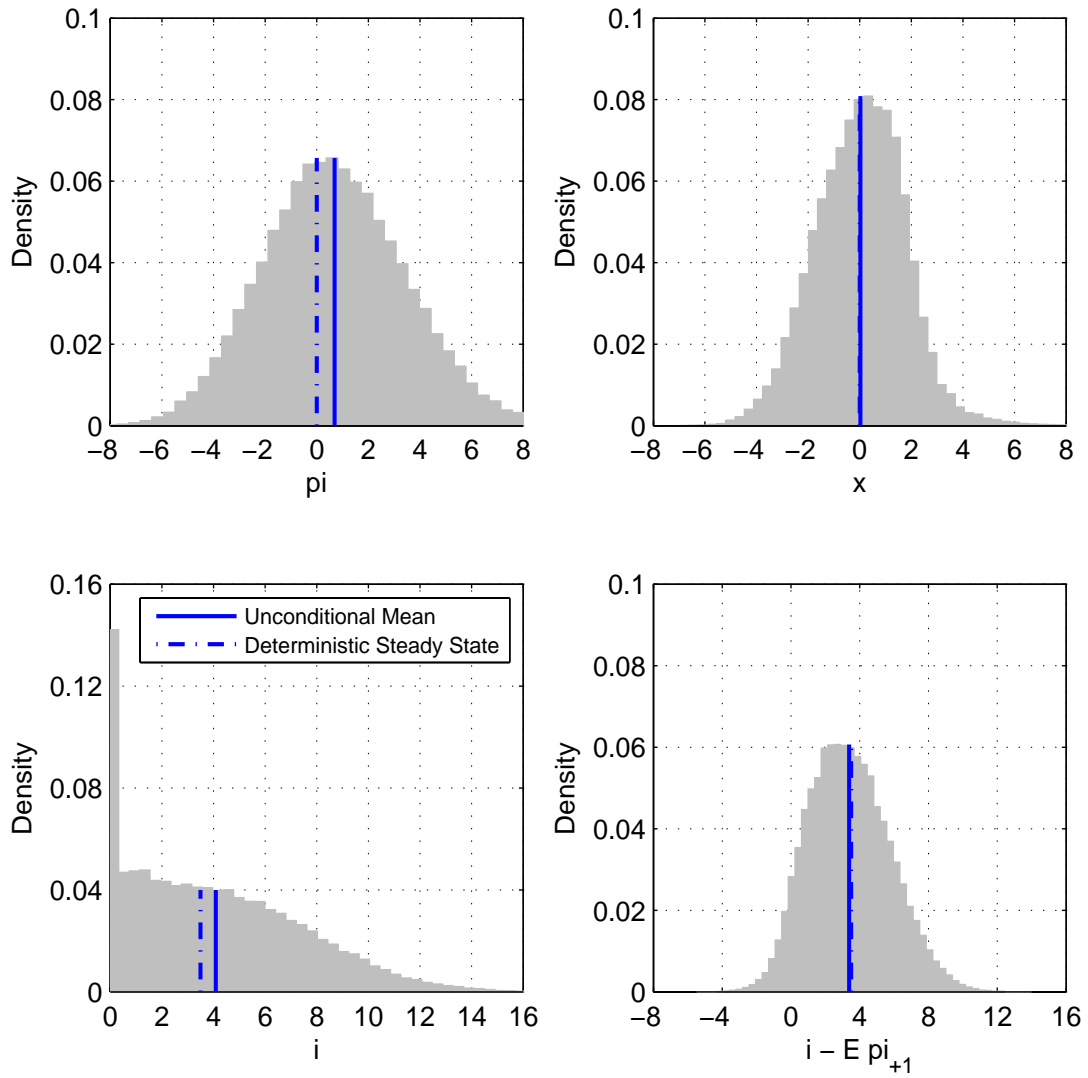 0.1
0.08
0.06
0.04
0.02
0
Density
−8 −6 −4 −2 0 2 4 6 8
pi
0.1
0.08
0.06
0.04
0.02
0
Density
−8 −6 −4 −2 0 2 4 6 8
x
0.16
0.12
0.08
0.04
0
Density
Unconditional Mean
Deterministic Steady State
0 2 4 6 8 10 12 14 16
i
0.1
0.08
0.06
0.04
0.02
0
Density
−8 −4 0 4 8 12 16
i − E pi+1